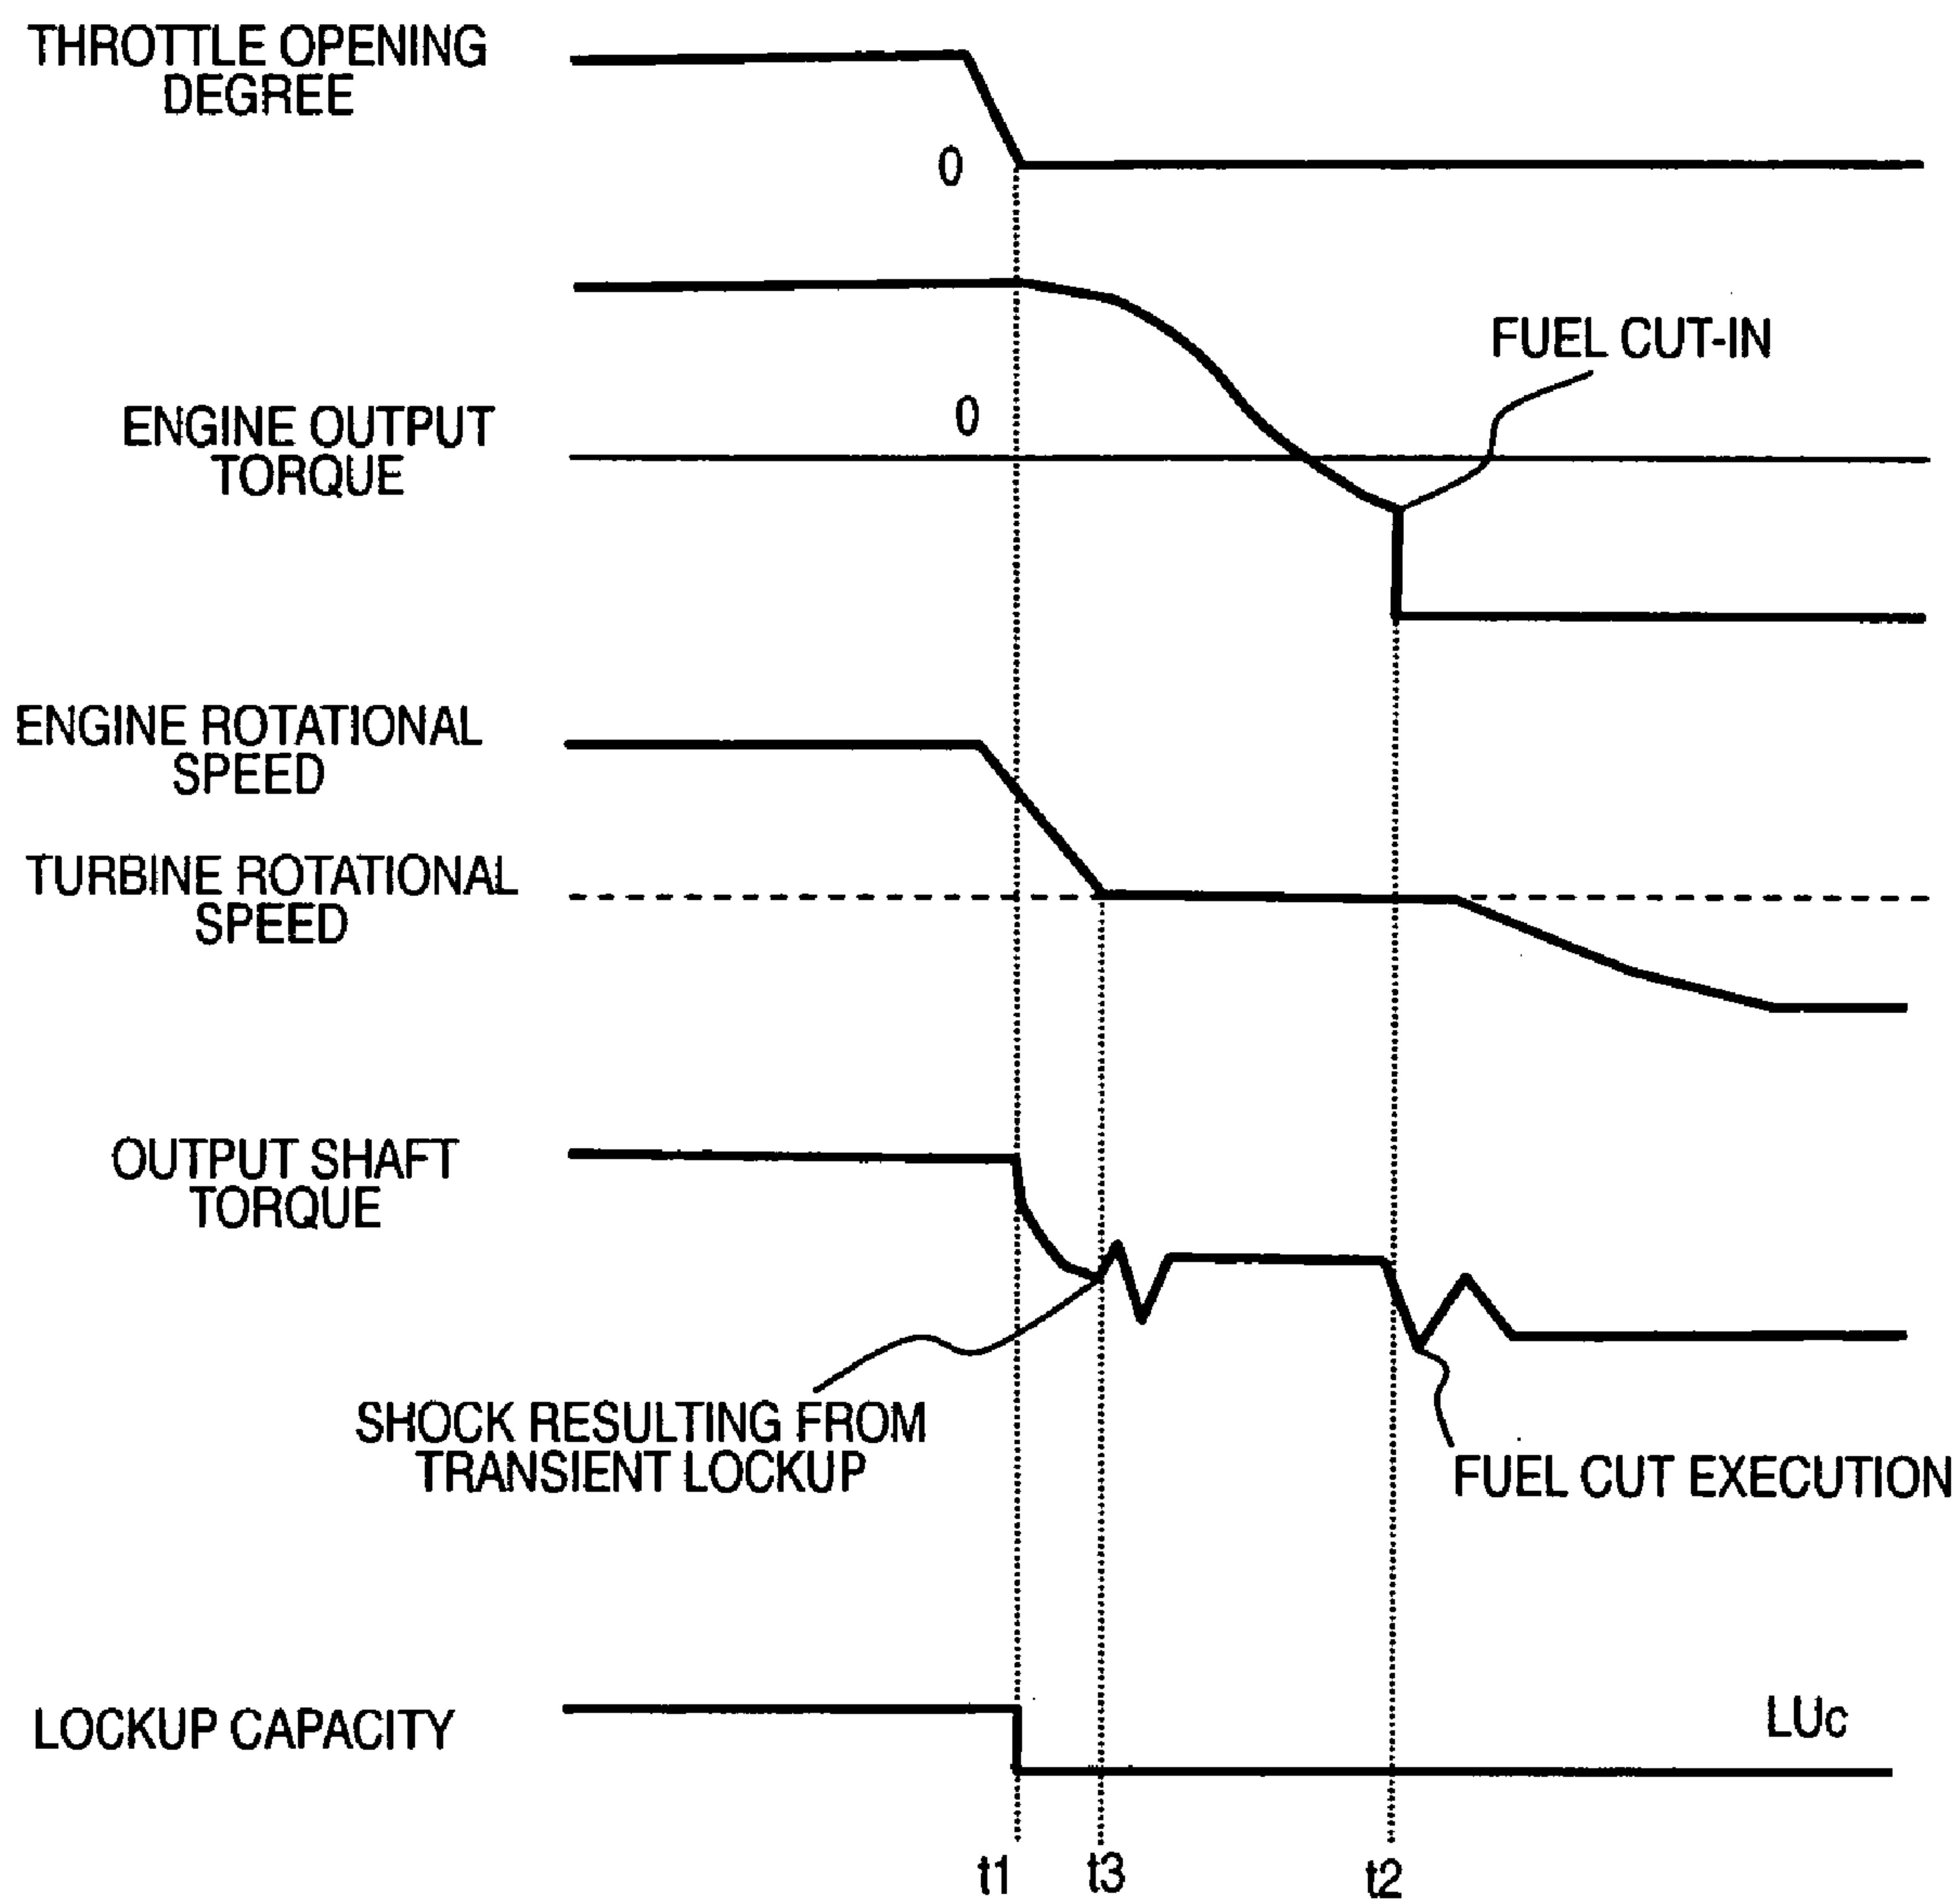 THROTTLE OPENING
DEGREE
0
FUEL CUT-IN
0
ENGINE OUTPUT
TORQUE
ENGINE ROTATIONAL
SPEED
TURBINE ROTATIONAL
SPEED
OUTPUT SHAFT
TORQUE
SHOCK RESULTING FROM
TRANSIENT LOCKUP
FUEL CUT EXECUTION
LOCKUP CAPACITY
LUc
t1
t3
t2